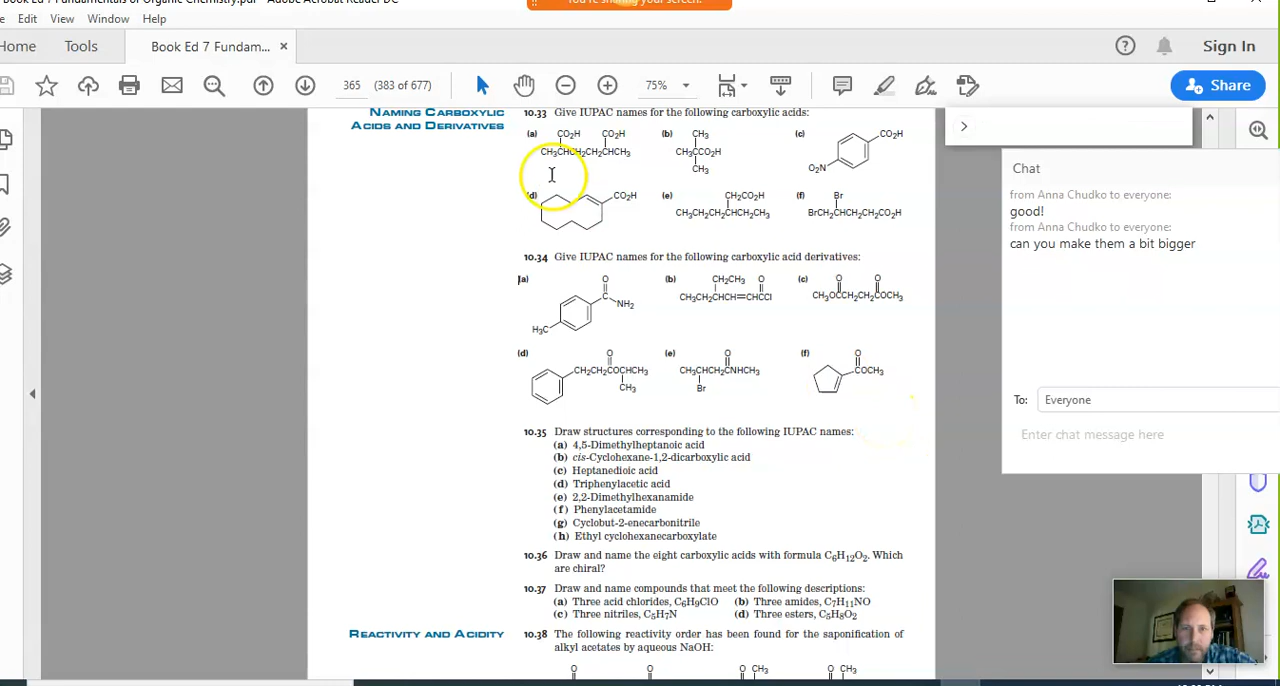 Book Ed 7 Fundamentals of Organic Chemistry.pdf - Adobe Acrobat Reader DC
You're sharing your screen.
Edit View Window Help
Home Tools Book Ed 7 Fundam... × Sign In
365 (383 of 677) 75% Share
NAMING CARBOXYLIC ACIDS AND DERIVATIVES
10.33 Give IUPAC names for the following carboxylic acids:
(a) CO2H CO2H
CH3CHCH2CH2CHCH3
(b) CH3
CH3CCO2H
CH3
(c) CO2H
O2N
(d) CO2H
(e) CH2CO2H
CH3CH2CH2CHCH2CH3
(f) Br
BrCH2CHCH2CH2CO2H
10.34 Give IUPAC names for the following carboxylic acid derivatives:
(a) O
C
NH2
H3C
(b) CH2CH3 O
CH3CH2CHCH=CHCCl
(c) O O
CH3OCCH2CH2COCH3
(d) O
CH2CH2COCHCH3
CH3
(e) O
CH3CHCH2CNHCH3
Br
(f) O
COCH3
10.35 Draw structures corresponding to the following IUPAC names:
(a) 4,5-Dimethylheptanoic acid
(b) cis-Cyclohexane-1,2-dicarboxylic acid
(c) Heptanedioic acid
(d) Triphenylacetic acid
(e) 2,2-Dimethylhexanamide
(f) Phenylacetamide
(g) Cyclobut-2-enecarbonitrile
(h) Ethyl cyclohexanecarboxylate
10.36 Draw and name the eight carboxylic acids with formula C6H12O2. Which
are chiral?
10.37 Draw and name compounds that meet the following descriptions:
(a) Three acid chlorides, C6H9ClO (b) Three amides, C7H11NO
(c) Three nitriles, C5H7N (d) Three esters, C5H8O2
REACTIVITY AND ACIDITY
10.38 The following reactivity order has been found for the saponification of
alkyl acetates by aqueous NaOH:
O O O CH3 O CH3
Chat
from Anna Chudko to everyone:
good!
from Anna Chudko to everyone:
can you make them a bit bigger
To: Everyone
Enter chat message here